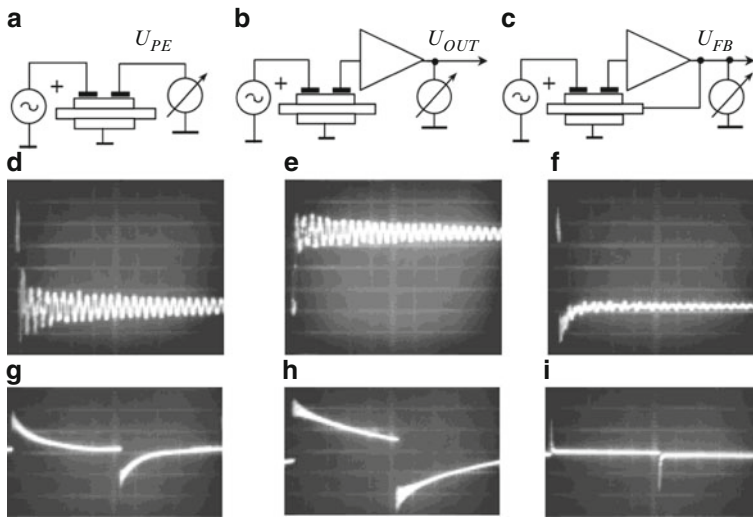 a b c
U_PE U_OUT U_FB
+ + +
d e f
g h i